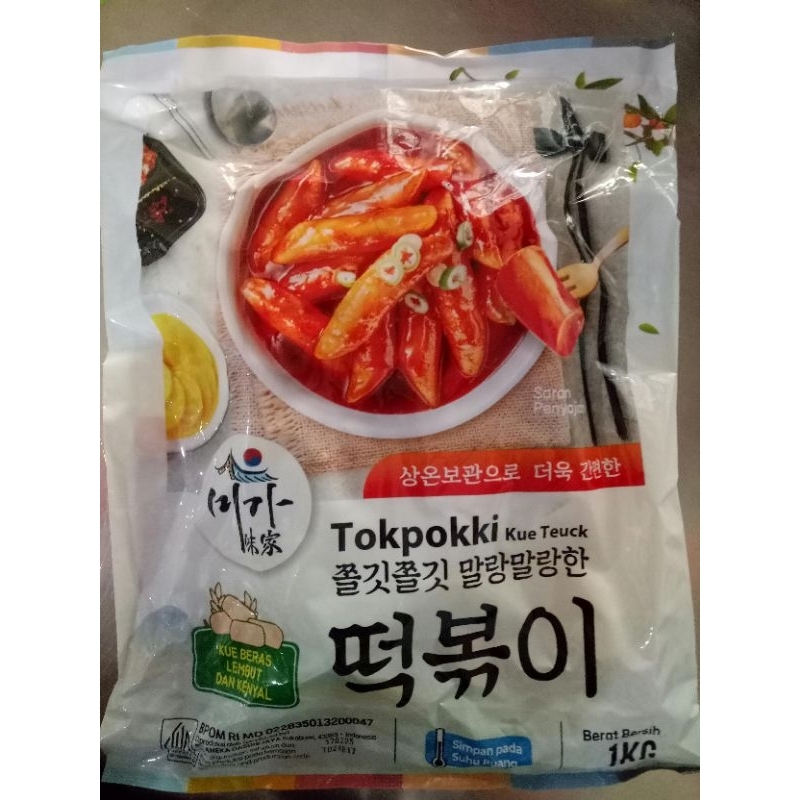 Saran
Penyajian
상온보관으로 더욱 간편한
미가
味家
Tokpokki Kue Teuck
쫄깃쫄깃 말랑말랑한
떡볶이
KUE BERAS
LEMBUT
DAN KENYAL
BPOM RI MD 022835013200047
Simpan pada
Suhu Ruang
Berat Bersih
1KG